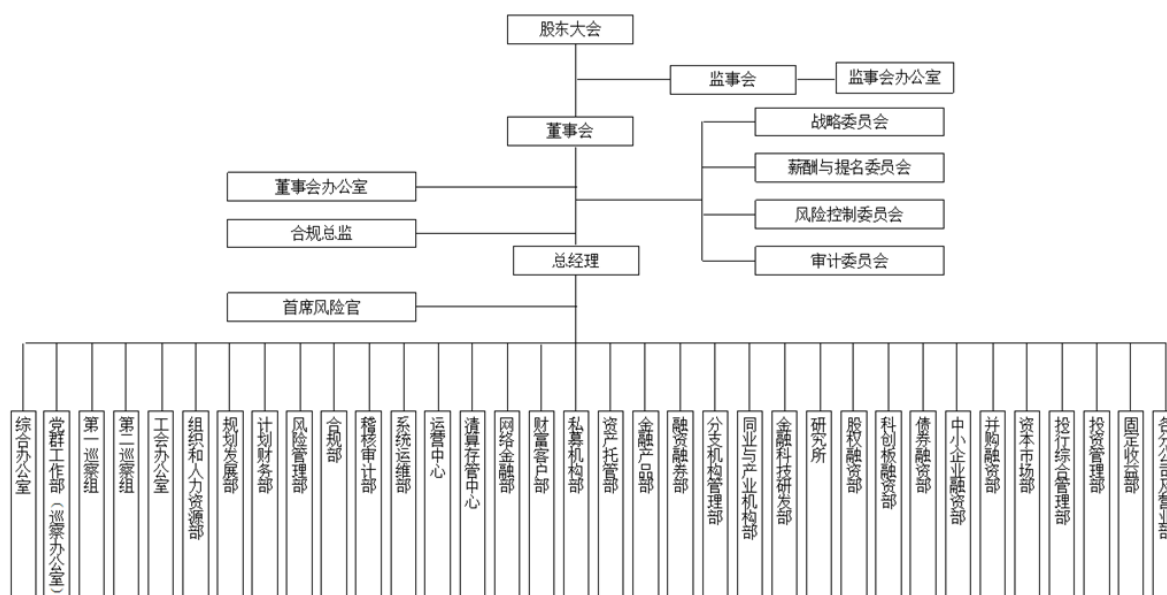 股东大会
监事会
监事会办公室
董事会
战略委员会
薪酬与提名委员会
董事会办公室
风险控制委员会
合规总监
总经理
审计委员会
首席风险官
综合办公室
党群工作部（巡察办公室）
第一巡察组
第二巡察组
工会办公室
组织和人力资源部
规划发展部
计划财务部
风险管理部
合规部
稽核审计部
系统运维部
运营中心
清算存管中心
网络金融部
财富客户部
私募机构部
资产托管部
金融产品部
融资融券部
分支机构管理部
同业与产业机构部
金融科技研发部
研究所
股权融资部
科创板融资部
债券融资部
中小企业融资部
并购融资部
资本市场部
投行综合管理部
投资管理部
固定收益部
各分公司及营业部